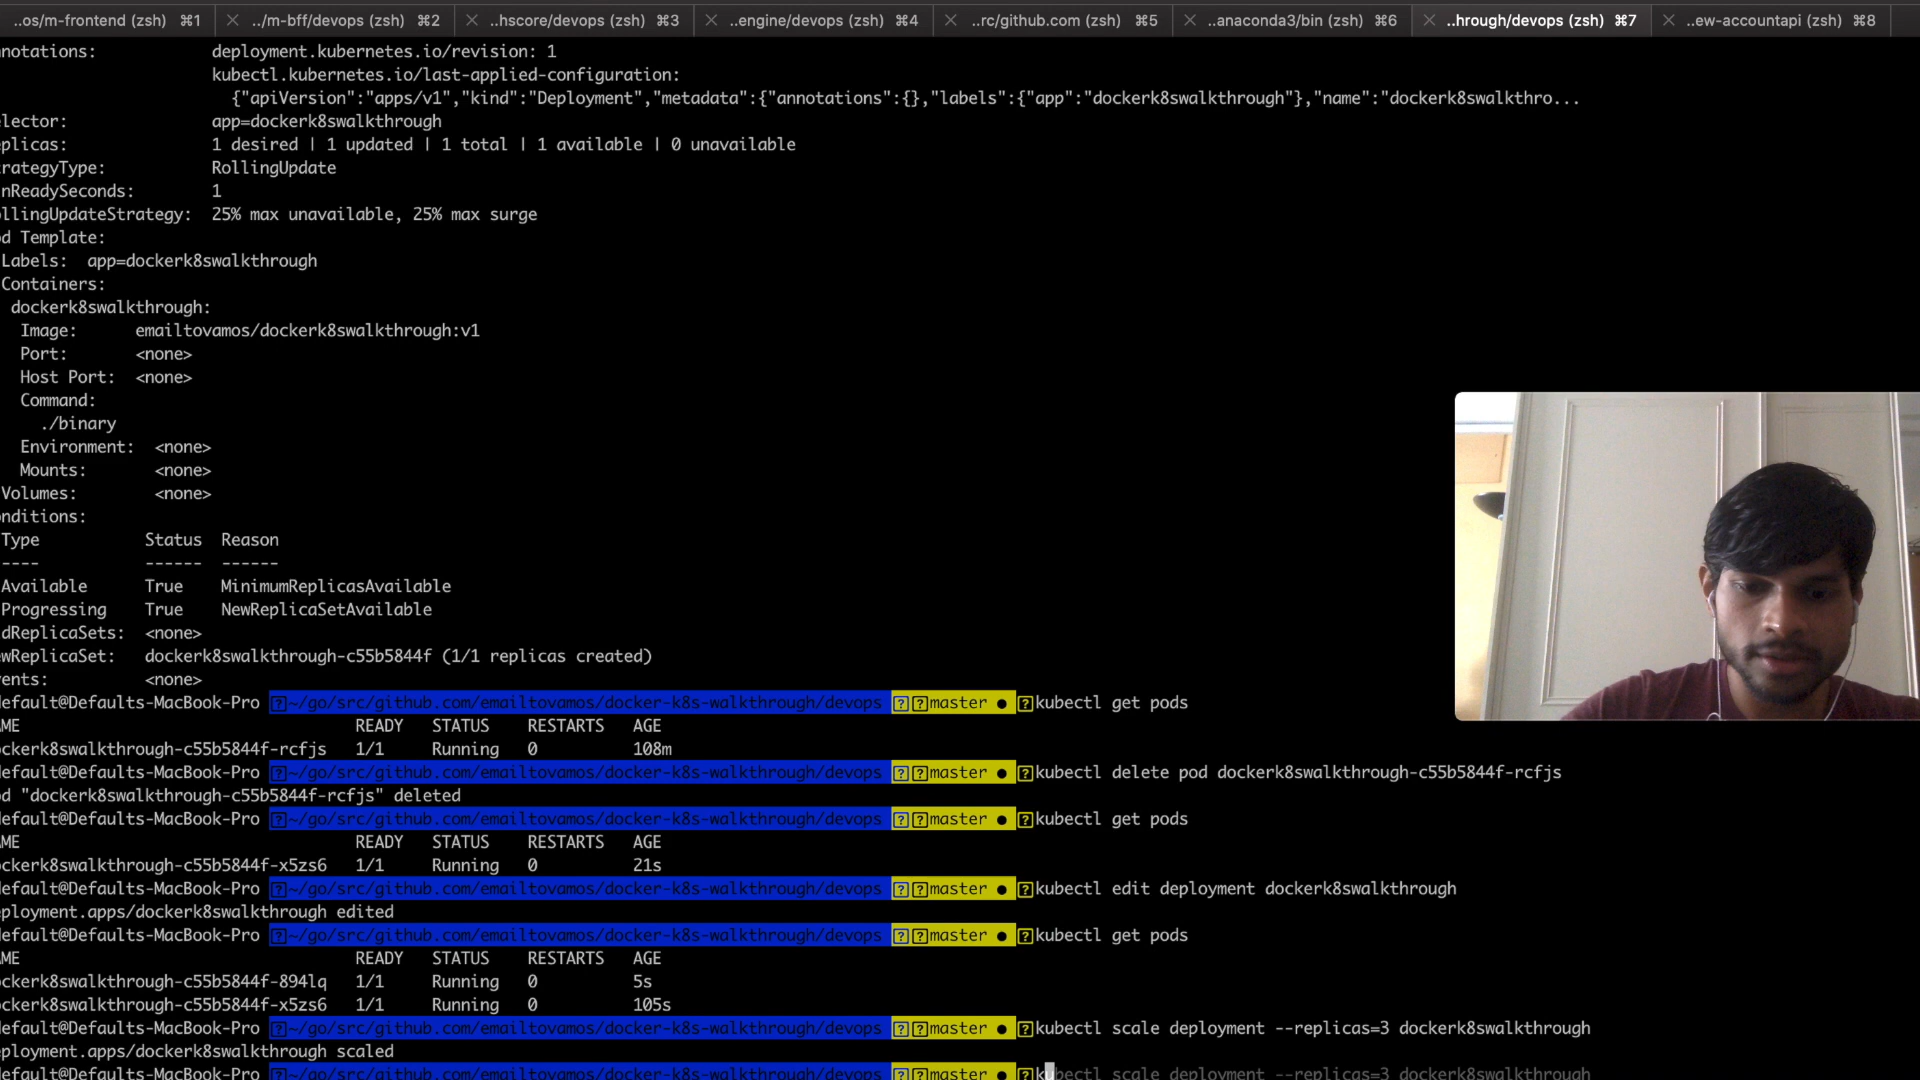 ..os/m-frontend (zsh) ⌘1 ../m-bff/devops (zsh) ⌘2 ..hscore/devops (zsh) ⌘3 ..engine/devops (zsh) ⌘4 ..rc/github.com (zsh) ⌘5 ..anaconda3/bin (zsh) ⌘6 ..hrough/devops (zsh) ⌘7 ..ew-accountapi (zsh) ⌘8
notations: deployment.kubernetes.io/revision: 1
kubectl.kubernetes.io/last-applied-configuration:
{"apiVersion":"apps/v1","kind":"Deployment","metadata":{"annotations":{},"labels":{"app":"dockerk8swalkthrough"},"name":"dockerk8swalkthro...
lector: app=dockerk8swalkthrough
plicas: 1 desired | 1 updated | 1 total | 1 available | 0 unavailable
rategyType: RollingUpdate
nReadySeconds: 1
llingUpdateStrategy: 25% max unavailable, 25% max surge
d Template:
Labels: app=dockerk8swalkthrough
Containers:
dockerk8swalkthrough:
Image: emailtovamos/dockerk8swalkthrough:v1
Port: <none>
Host Port: <none>
Command:
./binary
Environment: <none>
Mounts: <none>
Volumes: <none>
nditions:
Type Status Reason
---- ------ ------
Available True MinimumReplicasAvailable
Progressing True NewReplicaSetAvailable
dReplicaSets: <none>
wReplicaSet: dockerk8swalkthrough-c55b5844f (1/1 replicas created)
ents: <none>
default@Defaults-MacBook-Pro ~/go/src/github.com/emailtovamos/docker-k8s-walkthrough/devops master ● kubectl get pods
ME READY STATUS RESTARTS AGE
ckerk8swalkthrough-c55b5844f-rcfjs 1/1 Running 0 108m
default@Defaults-MacBook-Pro ~/go/src/github.com/emailtovamos/docker-k8s-walkthrough/devops master ● kubectl delete pod dockerk8swalkthrough-c55b5844f-rcfjs
d "dockerk8swalkthrough-c55b5844f-rcfjs" deleted
default@Defaults-MacBook-Pro ~/go/src/github.com/emailtovamos/docker-k8s-walkthrough/devops master ● kubectl get pods
ME READY STATUS RESTARTS AGE
ckerk8swalkthrough-c55b5844f-x5zs6 1/1 Running 0 21s
default@Defaults-MacBook-Pro ~/go/src/github.com/emailtovamos/docker-k8s-walkthrough/devops master ● kubectl edit deployment dockerk8swalkthrough
ployment.apps/dockerk8swalkthrough edited
default@Defaults-MacBook-Pro ~/go/src/github.com/emailtovamos/docker-k8s-walkthrough/devops master ● kubectl get pods
ME READY STATUS RESTARTS AGE
ckerk8swalkthrough-c55b5844f-894lq 1/1 Running 0 5s
ckerk8swalkthrough-c55b5844f-x5zs6 1/1 Running 0 105s
default@Defaults-MacBook-Pro ~/go/src/github.com/emailtovamos/docker-k8s-walkthrough/devops master ● kubectl scale deployment --replicas=3 dockerk8swalkthrough
ployment.apps/dockerk8swalkthrough scaled
default@Defaults-MacBook-Pro ~/go/src/github.com/emailtovamos/docker-k8s-walkthrough/devops master ● kubectl scale deployment --replicas=3 dockerk8swalkthrough